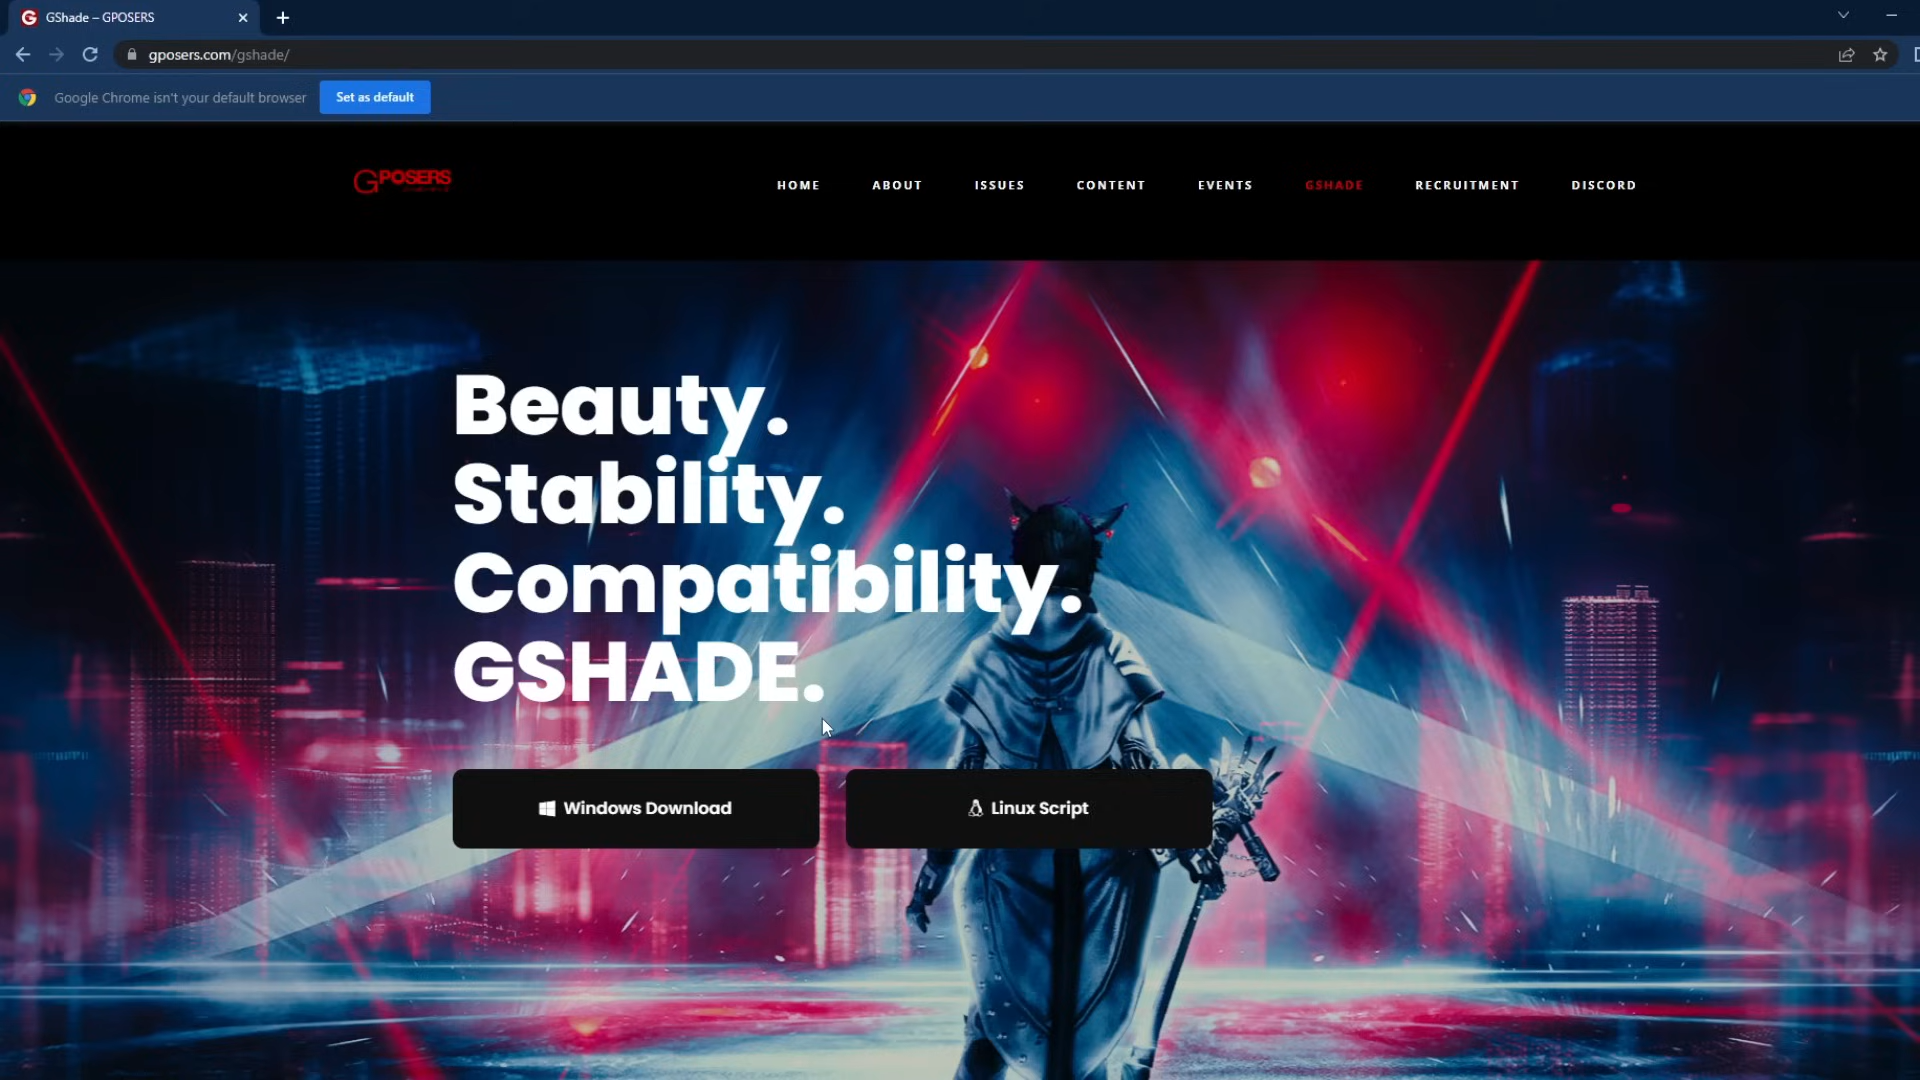 GShade – GPOSERS
gposers.com/gshade/
Google Chrome isn't your default browser
Set as default
GPOSERS
HOME
ABOUT
ISSUES
CONTENT
EVENTS
GSHADE
RECRUITMENT
DISCORD
Beauty.
Stability.
Compatibility.
GSHADE.
Windows Download
Linux Script